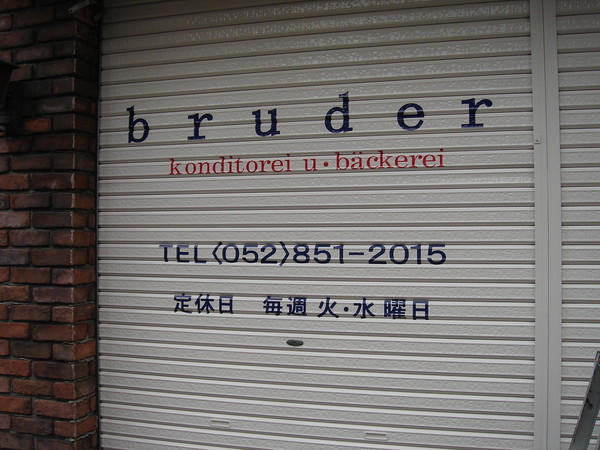 bruder
konditorei u・bäckerei
TEL〈052〉851-2015
定休日 毎週 火・水曜日